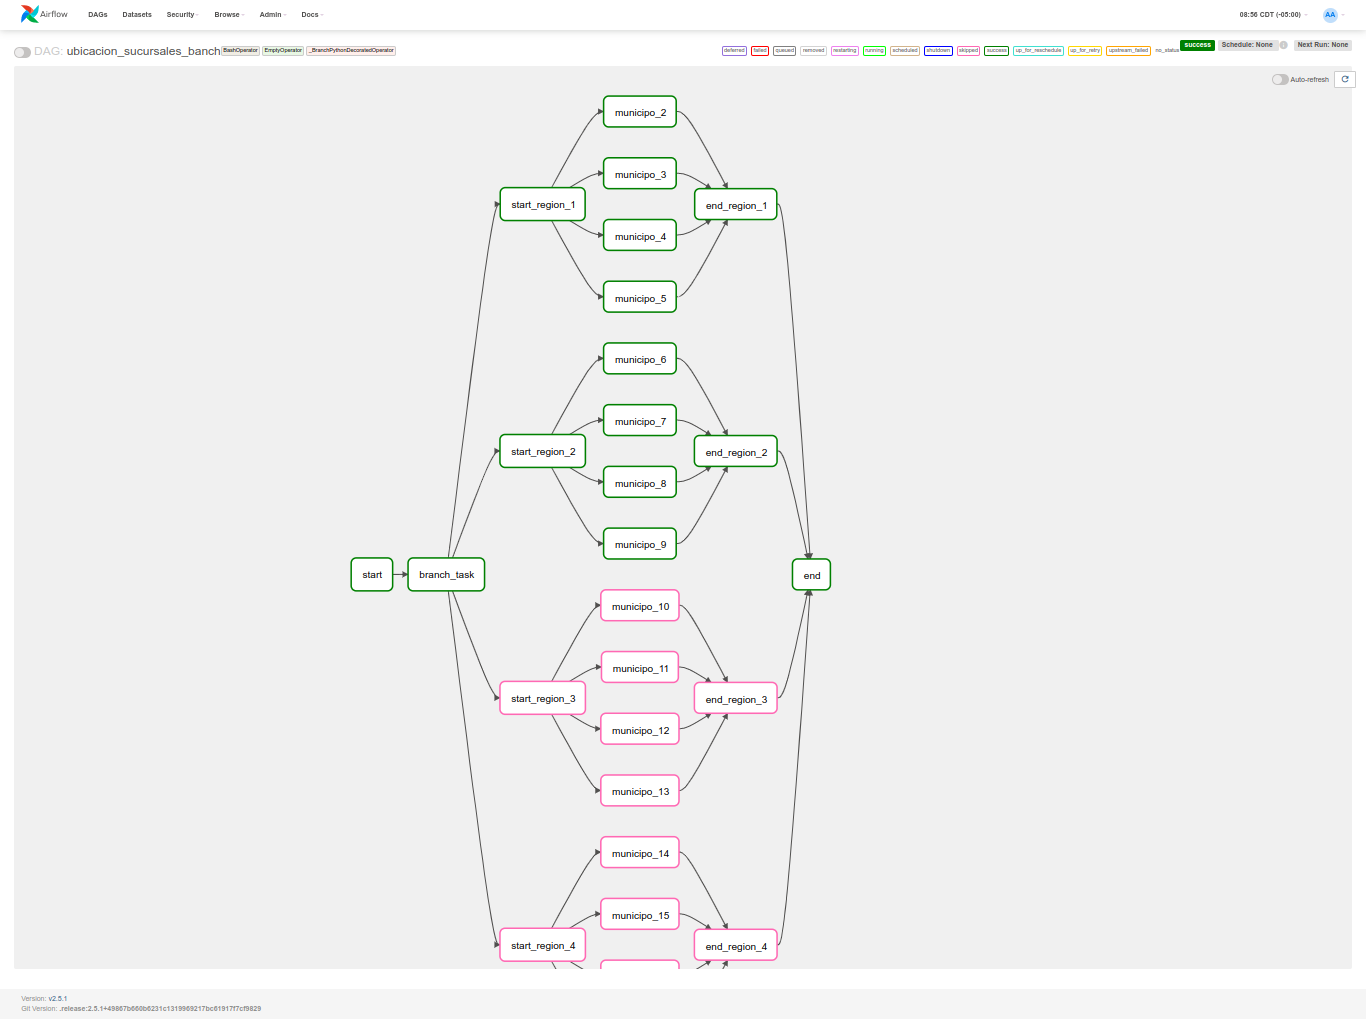 Airflow DAGs Datasets Security Browse Admin Docs 08:56 CDT (-05:00) AA
DAG: ubicacion_sucursales_banch BashOperator EmptyOperator _BranchPythonDecoratedOperator deferred failed queued removed restarting running scheduled shutdown skipped success up_for_reschedule up_for_retry upstream_failed no_status success Schedule: None Next Run: None
Auto-refresh
municipo_2
municipo_3
start_region_1
end_region_1
municipo_4
municipo_5
municipo_6
municipo_7
start_region_2
end_region_2
municipo_8
municipo_9
start
branch_task
end
municipo_10
municipo_11
start_region_3
end_region_3
municipo_12
municipo_13
municipo_14
municipo_15
start_region_4
end_region_4
Version: v2.5.1
Git Version: .release:2.5.1+49867b660b6231c1319969217bc61917f7cf9829